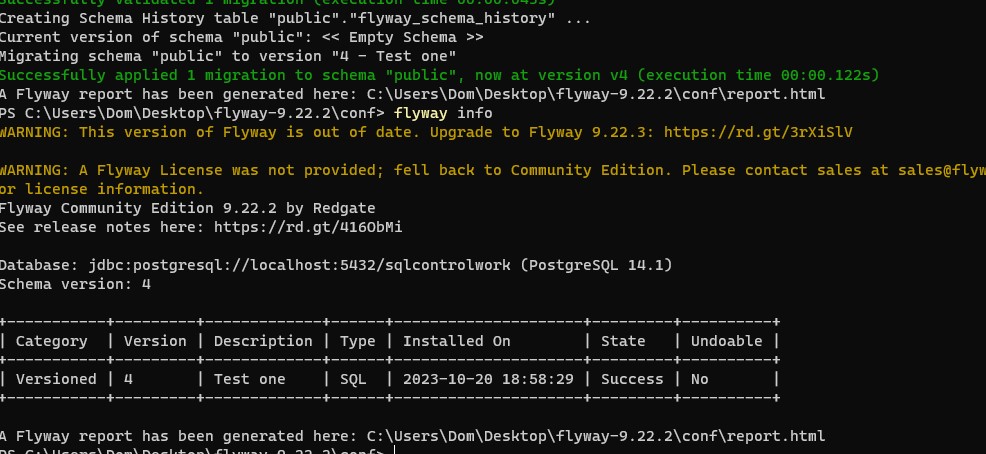 Successfully validated 1 migration (execution time 00:00.043s)
Creating Schema History table "public"."flyway_schema_history" ...
Current version of schema "public": << Empty Schema >>
Migrating schema "public" to version "4 - Test one"
Successfully applied 1 migration to schema "public", now at version v4 (execution time 00:00.122s)
A Flyway report has been generated here: C:\Users\Dom\Desktop\flyway-9.22.2\conf\report.html
PS C:\Users\Dom\Desktop\flyway-9.22.2\conf> flyway info
WARNING: This version of Flyway is out of date. Upgrade to Flyway 9.22.3: https://rd.gt/3rXiSlV
WARNING: A Flyway License was not provided; fell back to Community Edition. Please contact sales at sales@flyw
or license information.
Flyway Community Edition 9.22.2 by Redgate
See release notes here: https://rd.gt/416ObMi
Database: jdbc:postgresql://localhost:5432/sqlcontrolwork (PostgreSQL 14.1)
Schema version: 4
+-----------+---------+-------------+------+---------------------+---------+----------+
| Category | Version | Description | Type | Installed On | State | Undoable |
+-----------+---------+-------------+------+---------------------+---------+----------+
| Versioned | 4 | Test one | SQL | 2023-10-20 18:58:29 | Success | No |
+-----------+---------+-------------+------+---------------------+---------+----------+
A Flyway report has been generated here: C:\Users\Dom\Desktop\flyway-9.22.2\conf\report.html
PS C:\Users\Dom\Desktop\flyway-9.22.2\conf>